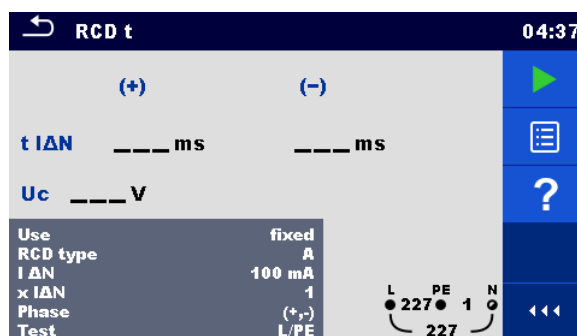 RCD t 04:37
(+) (−)
t IΔN ___ms ___ms
Uc ___V
?
Use fixed
RCD type A
I ΔN 100 mA
x IΔN 1
Phase (+,-)
Test L/PE
L PE N
227 1
227